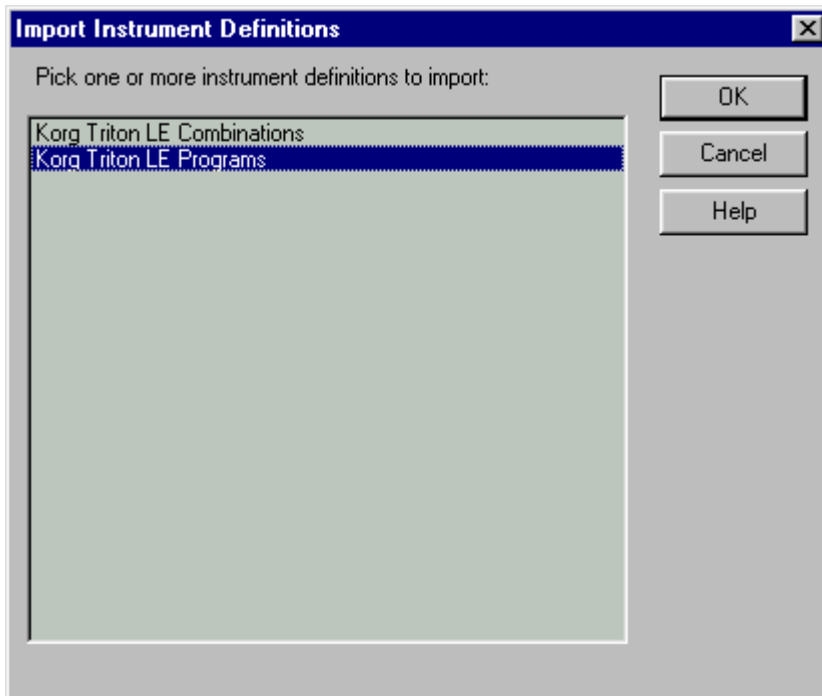 Import Instrument Definitions
Pick one or more instrument definitions to import:
Korg Triton LE Combinations
Korg Triton LE Programs
OK
Cancel
Help